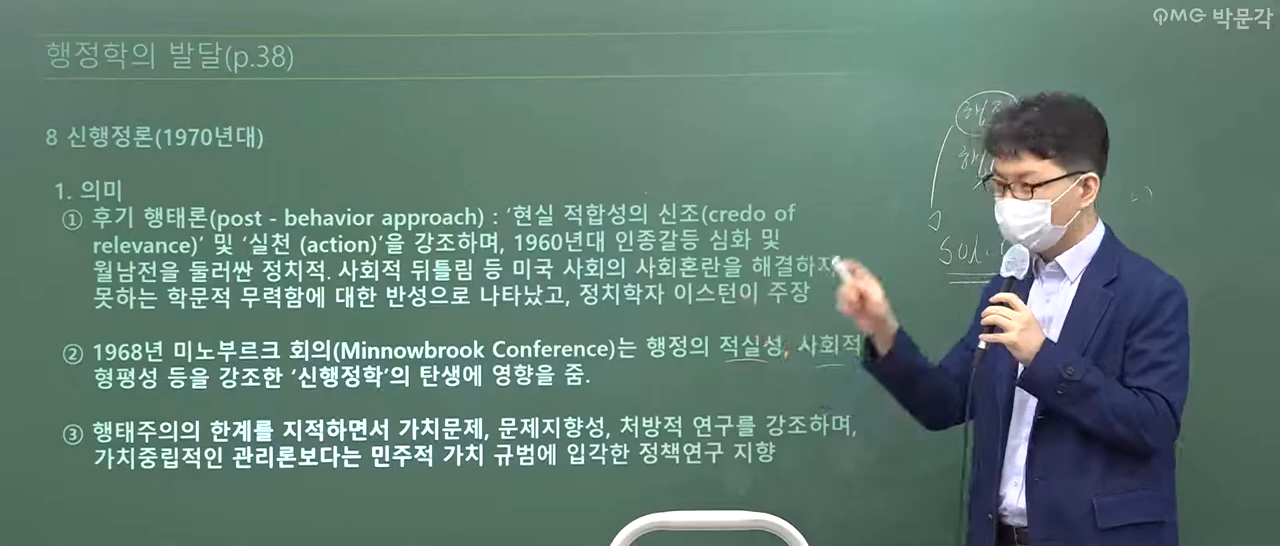 PMG 박문각
행정학의 발달(p.38)
8 신행정론(1970년대)
1. 의미
① 후기 행태론(post - behavior approach) : '현실 적합성의 신조(credo of
relevance)' 및 '실천 (action)'을 강조하며, 1960년대 인종갈등 심화 및
월남전을 둘러싼 정치적. 사회적 뒤틀림 등 미국 사회의 사회혼란을 해결하지
못하는 학문적 무력함에 대한 반성으로 나타났고, 정치학자 이스턴이 주장
② 1968년 미노부르크 회의(Minnowbrook Conference)는 행정의 적실성, 사회적
형평성 등을 강조한 '신행정학'의 탄생에 영향을 줌.
③ 행태주의의 한계를 지적하면서 가치문제, 문제지향성, 처방적 연구를 강조하며,
가치중립적인 관리론보다는 민주적 가치 규범에 입각한 정책연구 지향